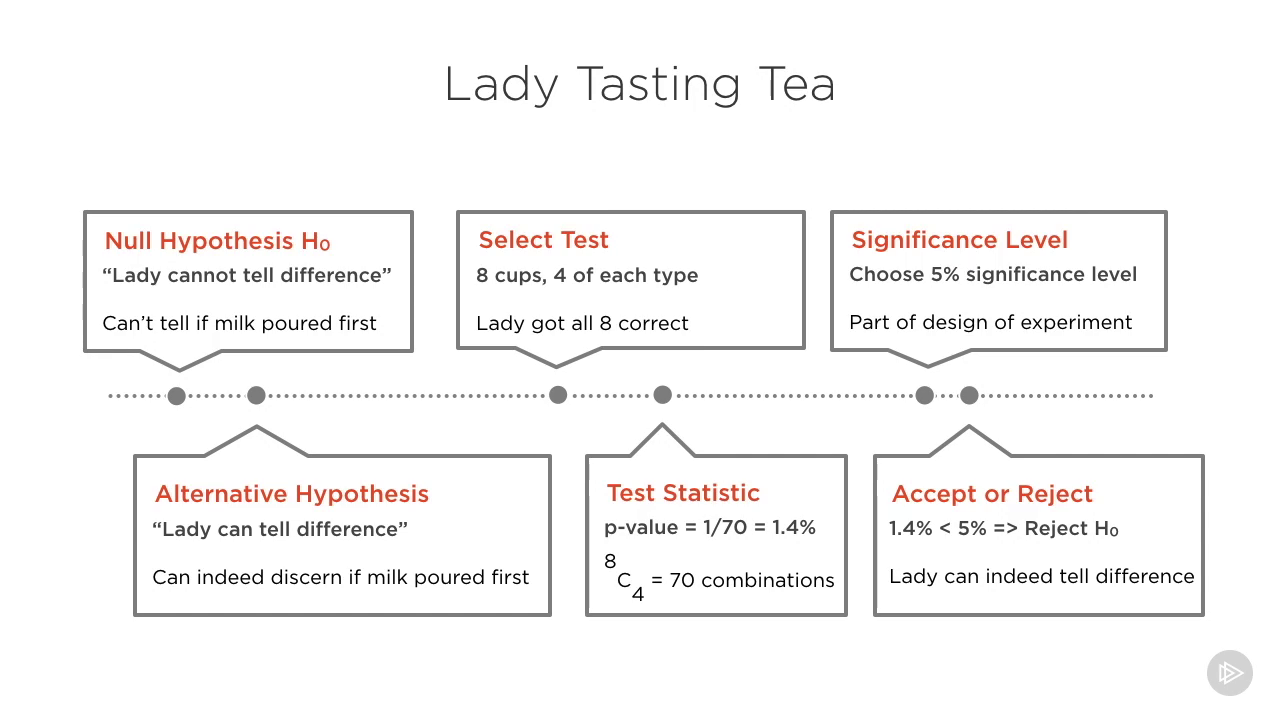 Lady Tasting Tea
Null Hypothesis H₀
“Lady cannot tell difference”
Can’t tell if milk poured first
Select Test
8 cups, 4 of each type
Lady got all 8 correct
Significance Level
Choose 5% significance level
Part of design of experiment
Alternative Hypothesis
“Lady can tell difference”
Can indeed discern if milk poured first
Test Statistic
p-value = 1/70 = 1.4%
⁸C₄ = 70 combinations
Accept or Reject
1.4% < 5% => Reject H₀
Lady can indeed tell difference